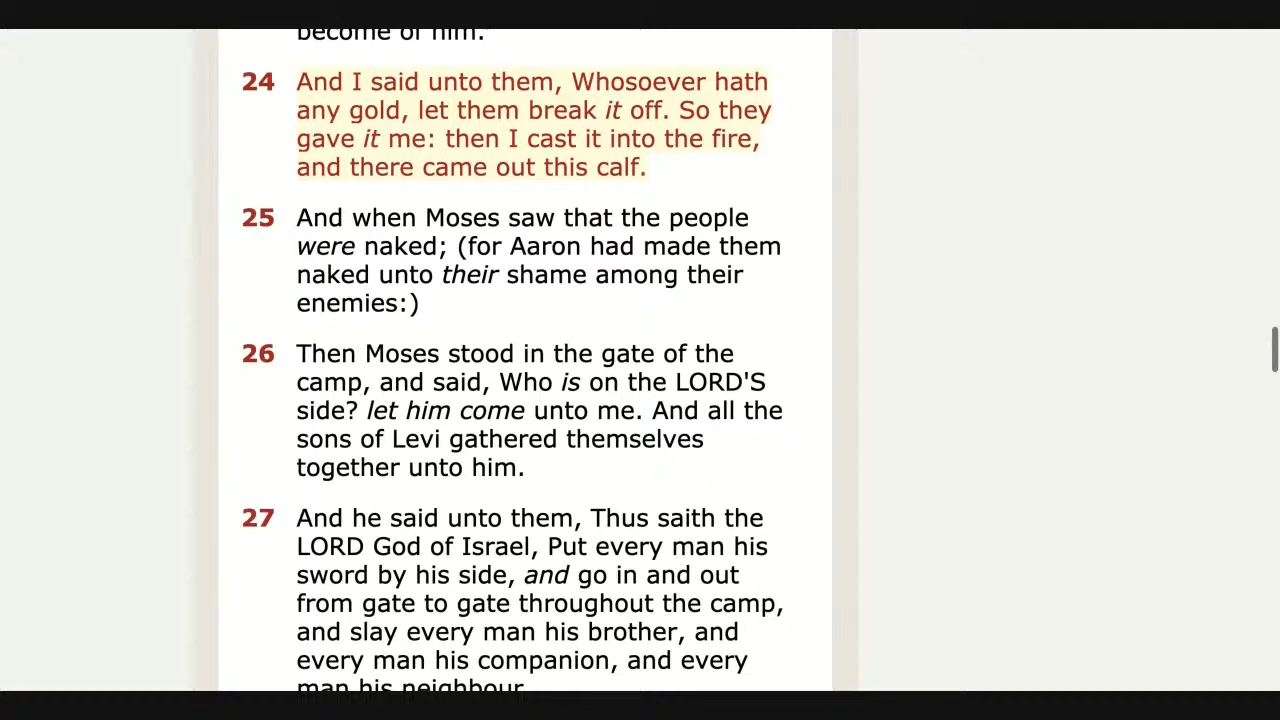 become of him.
24 And I said unto them, Whosoever hath
any gold, let them break it off. So they
gave it me: then I cast it into the fire,
and there came out this calf.
25 And when Moses saw that the people
were naked; (for Aaron had made them
naked unto their shame among their
enemies:)
26 Then Moses stood in the gate of the
camp, and said, Who is on the LORD'S
side? let him come unto me. And all the
sons of Levi gathered themselves
together unto him.
27 And he said unto them, Thus saith the
LORD God of Israel, Put every man his
sword by his side, and go in and out
from gate to gate throughout the camp,
and slay every man his brother, and
every man his companion, and every
man his neighbour.